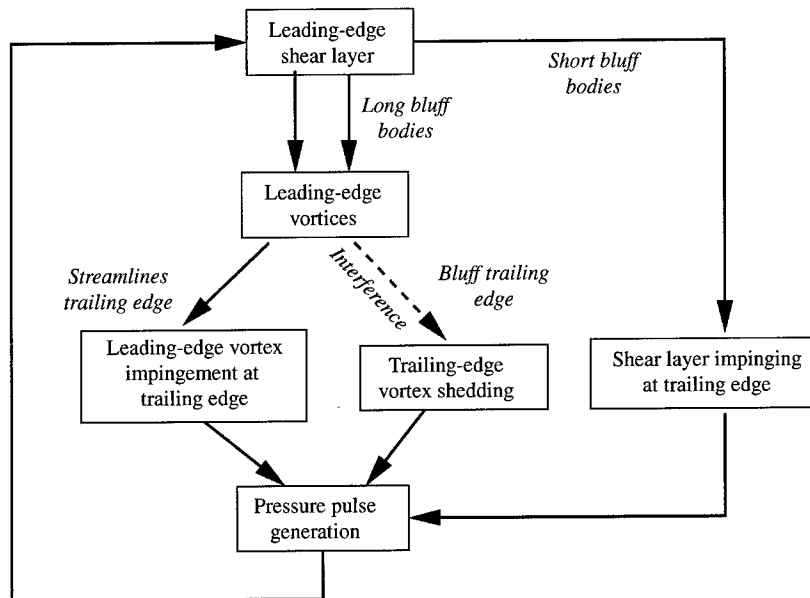 Leading-edge
shear layer
Short bluff
bodies
Long bluff
bodies
Leading-edge
vortices
Streamlines
trailing edge
Interference
Bluff trailing
edge
Leading-edge vortex
impingement at
trailing edge
Trailing-edge
vortex shedding
Shear layer impinging
at trailing edge
Pressure pulse
generation